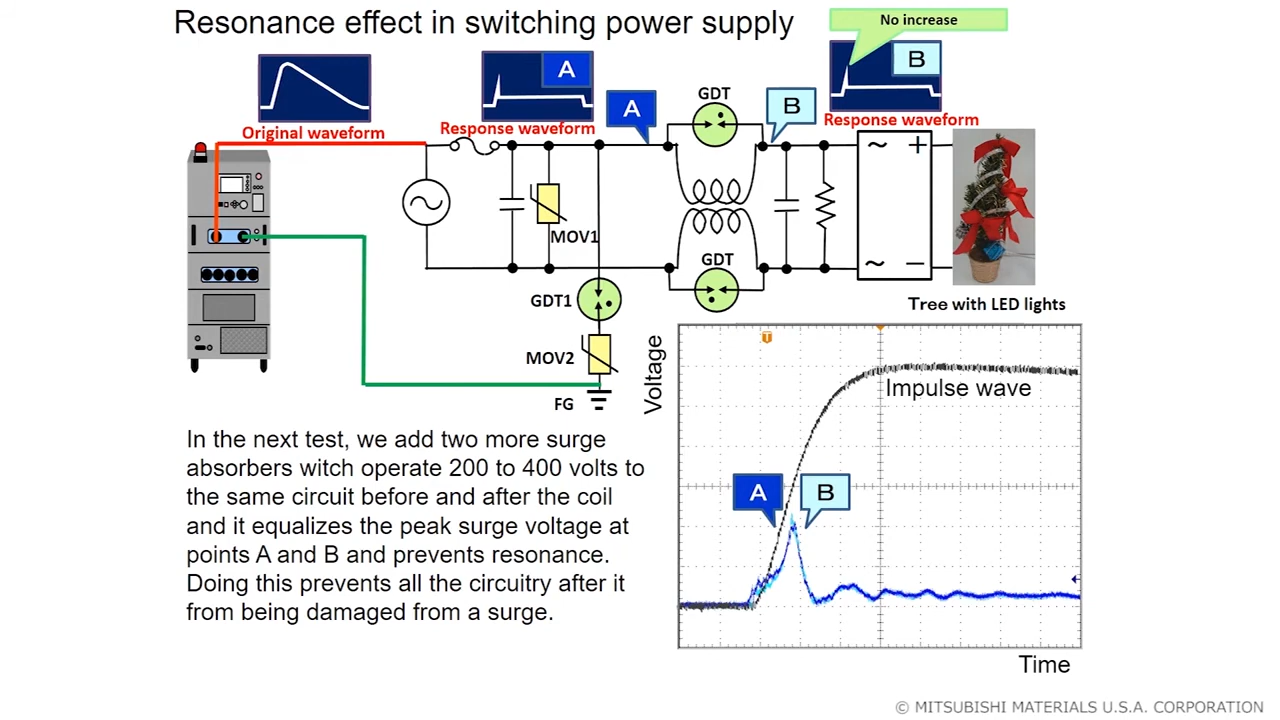 Resonance effect in switching power supply
No increase
A
B
Original waveform
Response waveform
A
GDT
B
Response waveform
MOV1
GDT
GDT1
MOV2
FG
Tree with LED lights
In the next test, we add two more surge
absorbers witch operate 200 to 400 volts to
the same circuit before and after the coil
and it equalizes the peak surge voltage at
points A and B and prevents resonance.
Doing this prevents all the circuitry after it
from being damaged from a surge.
Voltage
T
Impulse wave
A
B
Time
© MITSUBISHI MATERIALS U.S.A. CORPORATION